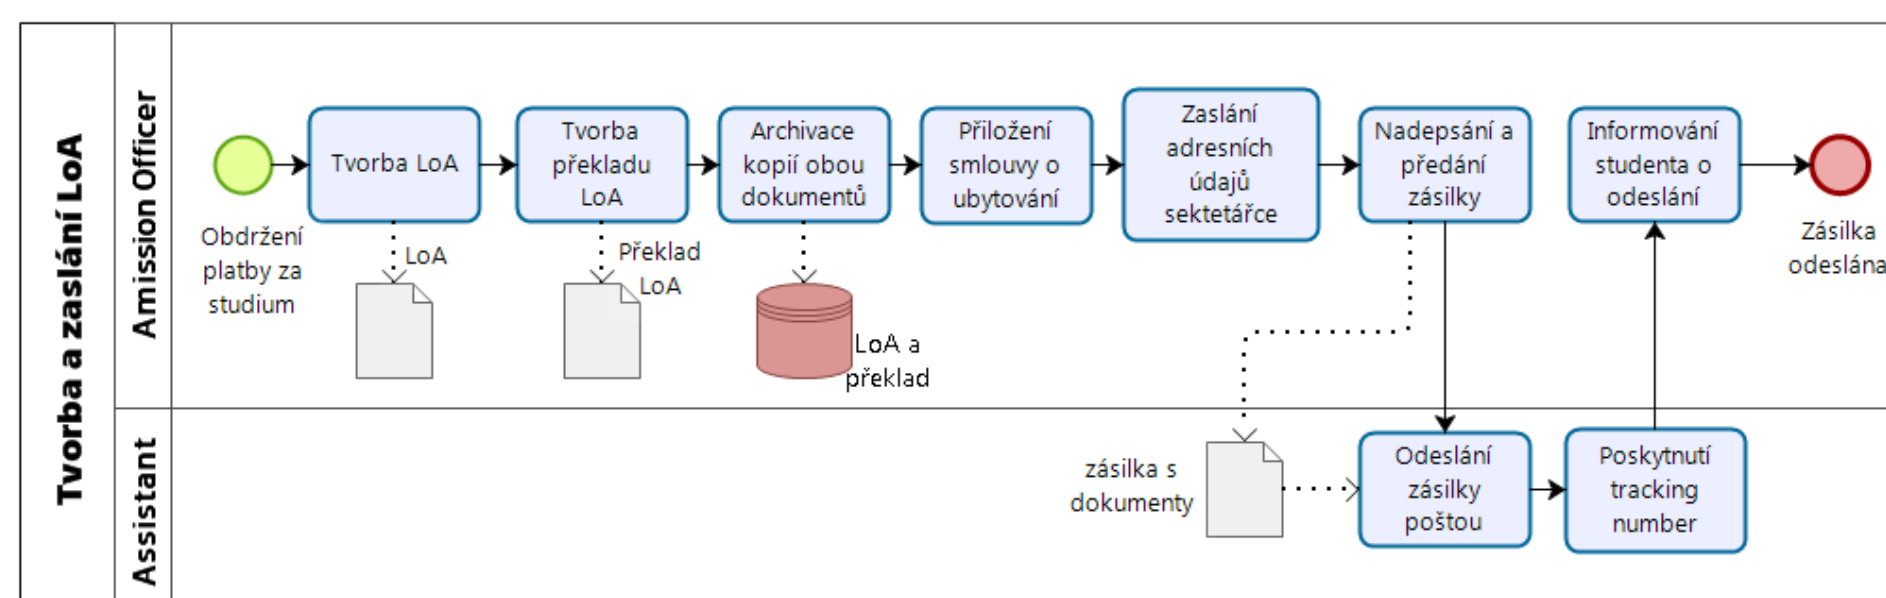 Tvorba a zaslání LoA
Amission Officer
Assistant
Obdržení
platby za
studium
Tvorba LoA
LoA
Tvorba
překladu
LoA
Překlad
LoA
Archivace
kopií obou
dokumentů
LoA a
překlad
Přiložení
smlouvy o
ubytování
Zaslání
adresních
údajů
sektetářce
Nadepsání a
předání
zásilky
Informování
studenta o
odeslání
Zásilka
odeslána
zásilka s
dokumenty
Odeslání
zásilky
poštou
Poskytnutí
tracking
number